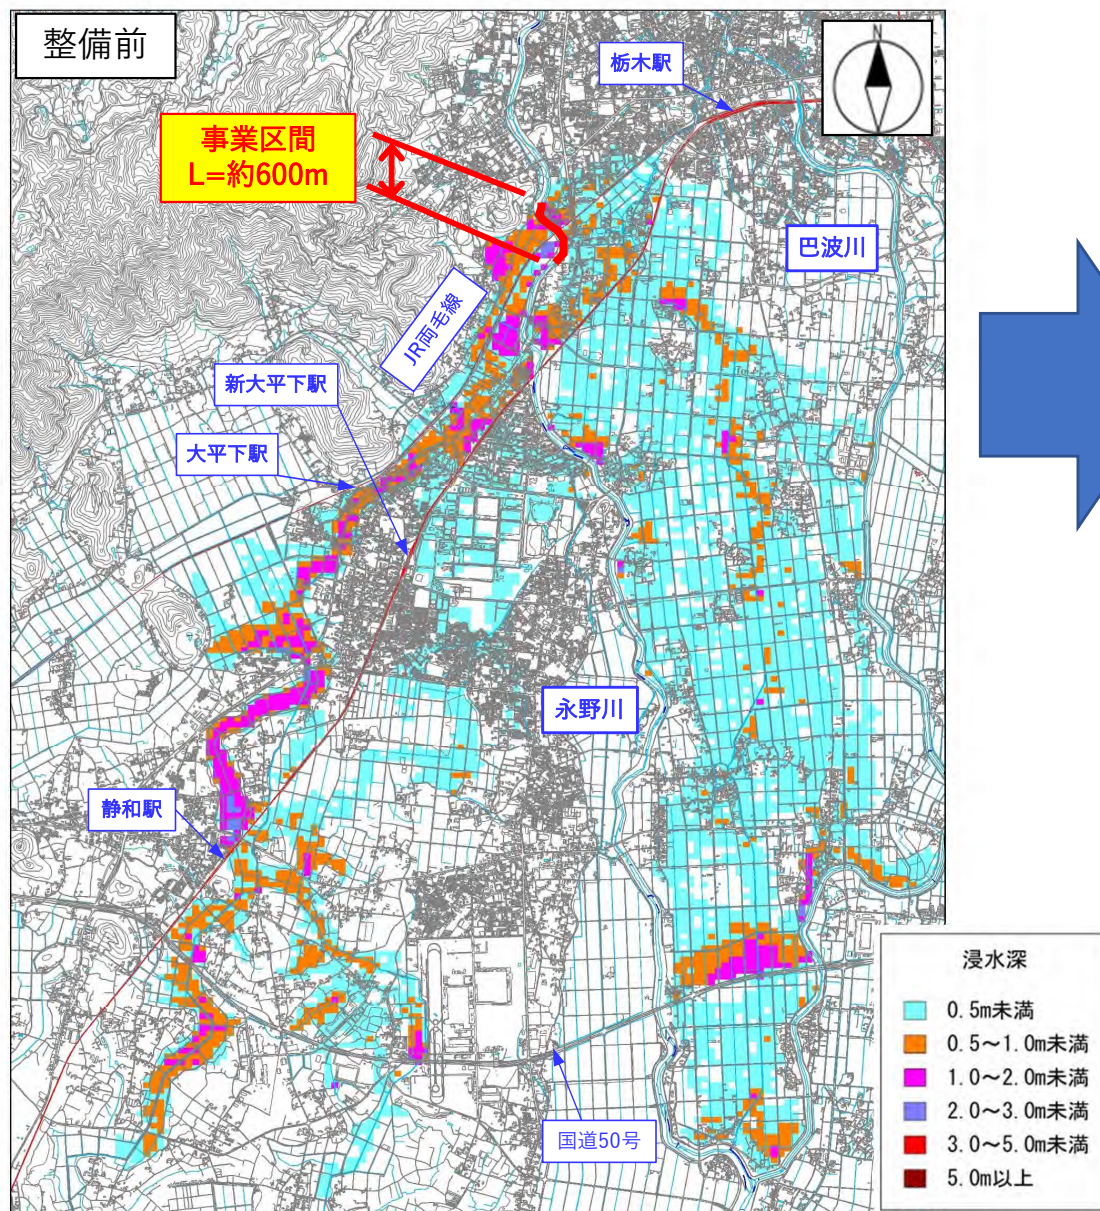 整備前
N
栃木駅
事業区間
L=約600m
巴波川
JR両毛線
新大平下駅
大平下駅
永野川
静和駅
国道50号
浸水深
0.5m未満
0.5～1.0m未満
1.0～2.0m未満
2.0～3.0m未満
3.0～5.0m未満
5.0m以上